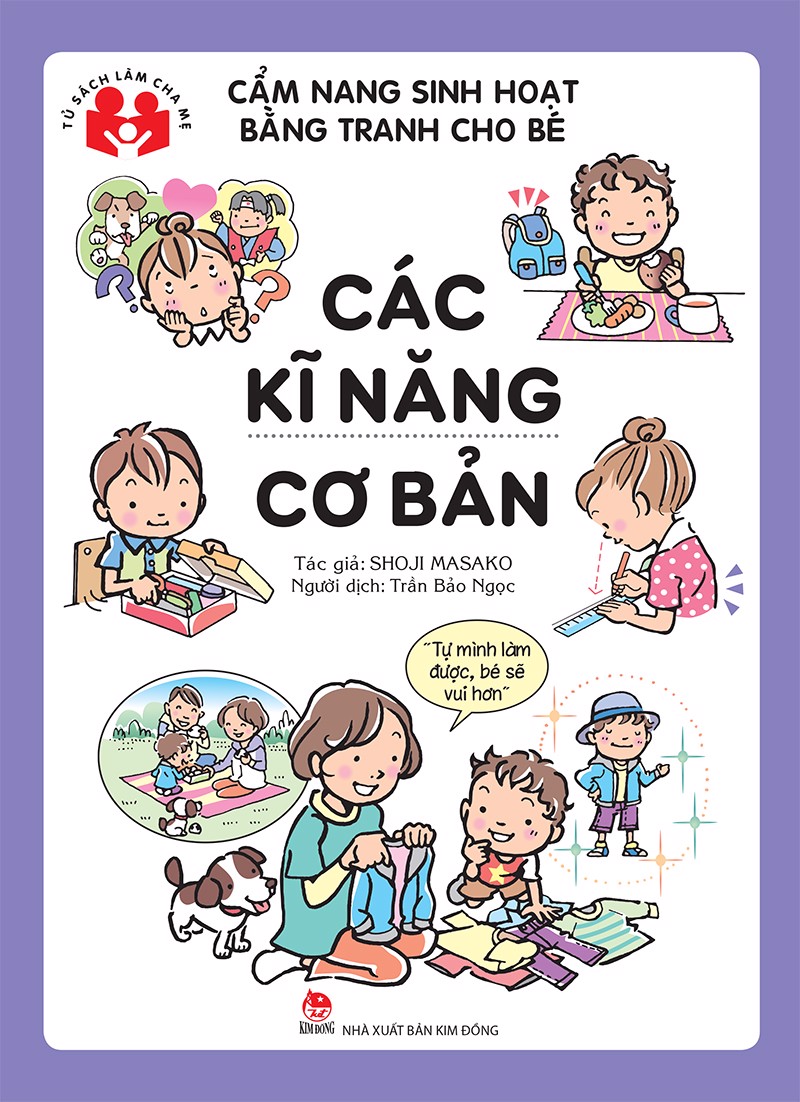 TỦ SÁCH LÀM CHA MẸ
CẨM NANG SINH HOẠT
BẰNG TRANH CHO BÉ
CÁC
KĨ NĂNG
CƠ BẢN
Tác giả: SHOJI MASAKO
Người dịch: Trần Bảo Ngọc
"Tự mình làm
được, bé sẽ
vui hơn"
KIM ĐỒNG
NHÀ XUẤT BẢN KIM ĐỒNG